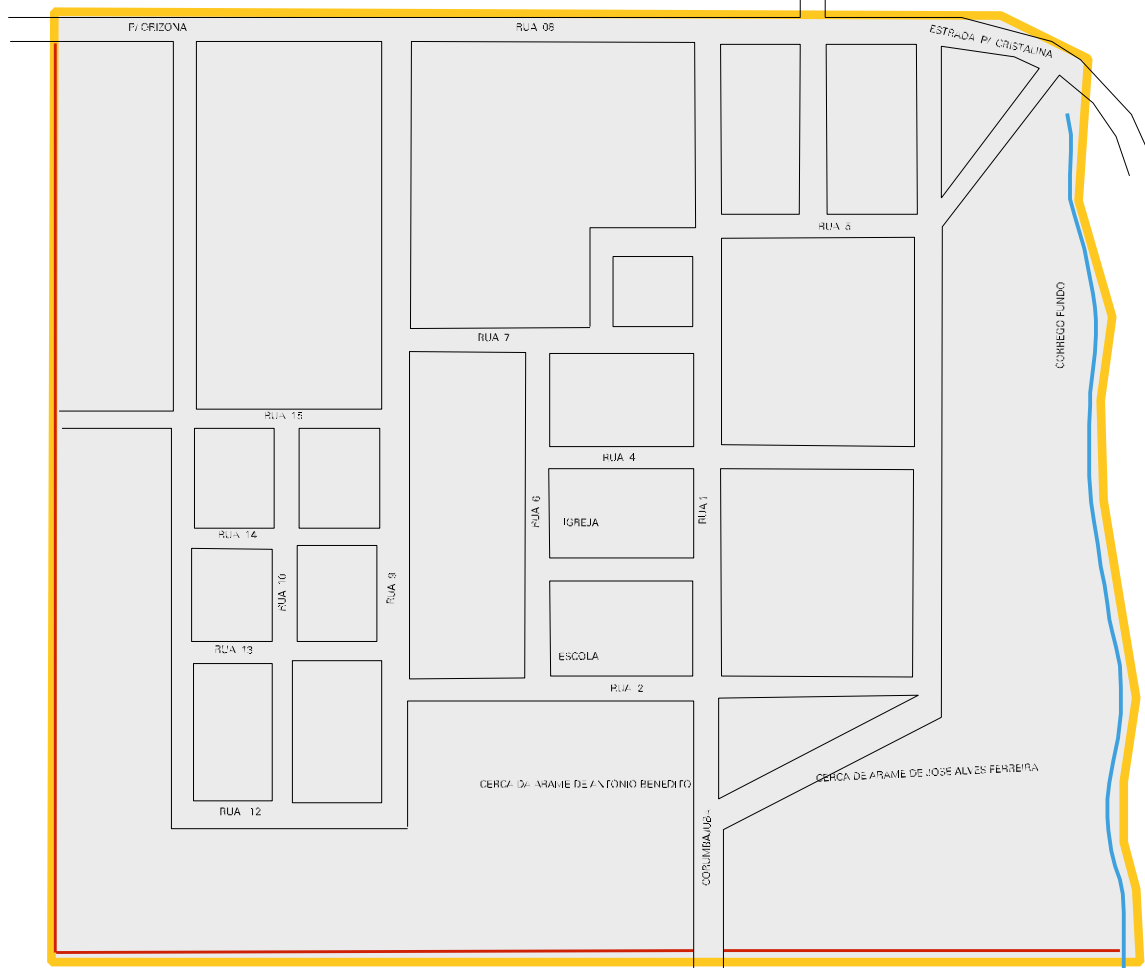 P/ ORIZONA
RUA 08
ESTRADA P/ CRISTALINA
RUA 5
CORREGO FUNDO
RUA 7
RUA 15
RUA 4
RUA 6
IGREJA
RUA 1
RUA 14
RUA 10
RUA 9
RUA 13
ESCOLA
RUA 2
CERCA DA ARAME DE ANTONIO BENEDITO
CERCA DE ARAME DE JOSE ALVES FERREIRA
RUA 12